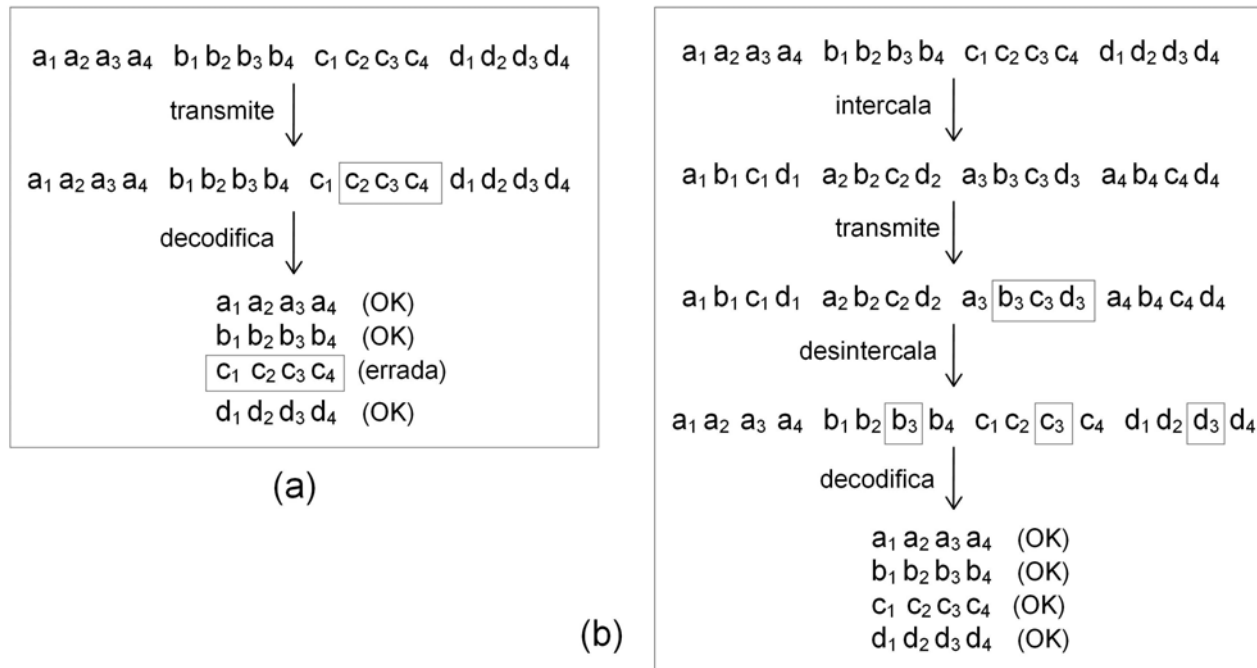 a₁ a₂ a₃ a₄ b₁ b₂ b₃ b₄ c₁ c₂ c₃ c₄ d₁ d₂ d₃ d₄
transmite
a₁ a₂ a₃ a₄ b₁ b₂ b₃ b₄ c₁ c₂ c₃ c₄ d₁ d₂ d₃ d₄
decodifica
a₁ a₂ a₃ a₄ (OK)
b₁ b₂ b₃ b₄ (OK)
c₁ c₂ c₃ c₄ (errada)
d₁ d₂ d₃ d₄ (OK)
(a)
a₁ a₂ a₃ a₄ b₁ b₂ b₃ b₄ c₁ c₂ c₃ c₄ d₁ d₂ d₃ d₄
intercala
a₁ b₁ c₁ d₁ a₂ b₂ c₂ d₂ a₃ b₃ c₃ d₃ a₄ b₄ c₄ d₄
transmite
a₁ b₁ c₁ d₁ a₂ b₂ c₂ d₂ a₃ b₃ c₃ d₃ a₄ b₄ c₄ d₄
desintercala
a₁ a₂ a₃ a₄ b₁ b₂ b₃ b₄ c₁ c₂ c₃ c₄ d₁ d₂ d₃ d₄
decodifica
a₁ a₂ a₃ a₄ (OK)
b₁ b₂ b₃ b₄ (OK)
c₁ c₂ c₃ c₄ (OK)
d₁ d₂ d₃ d₄ (OK)
(b)